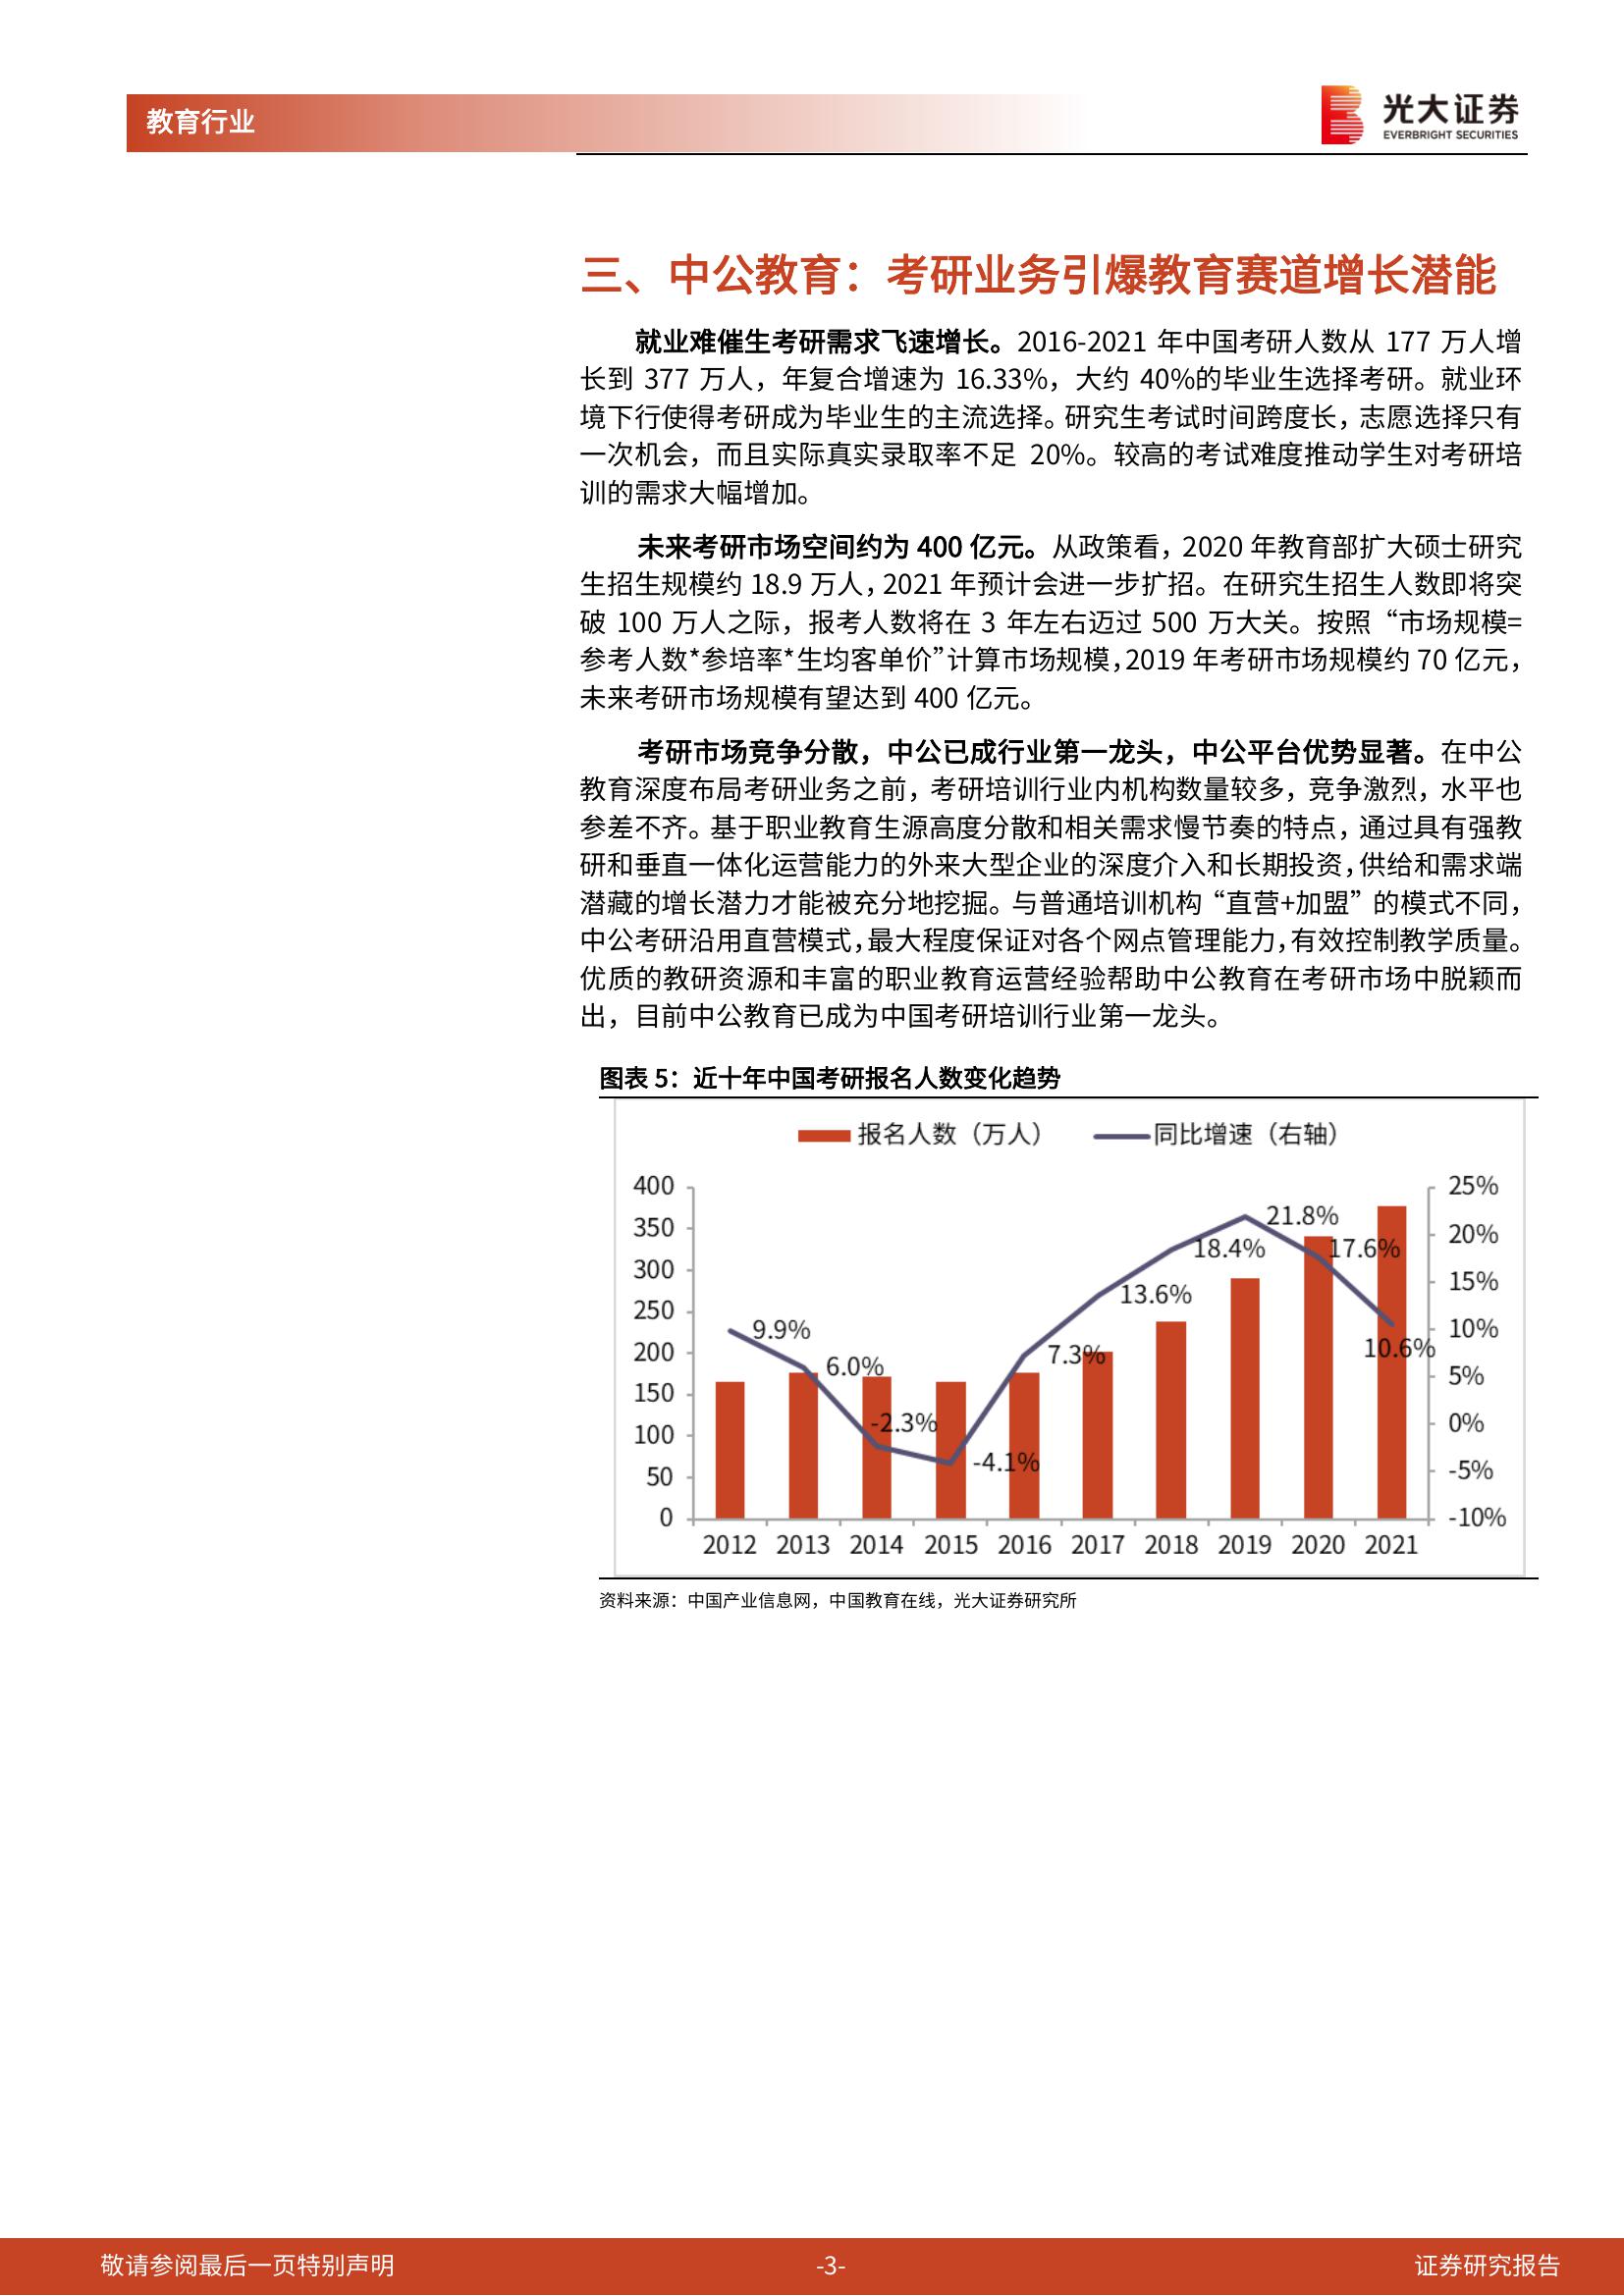 教育行业
光大证券
EVERBRIGHT SECURITIES
三、中公教育：考研业务引爆教育赛道增长潜能
就业难催生考研需求飞速增长。2016-2021 年中国考研人数从 177 万人增
长到 377 万人，年复合增速为 16.33%，大约 40%的毕业生选择考研。就业环
境下行使得考研成为毕业生的主流选择。研究生考试时间跨度长，志愿选择只有
一次机会，而且实际真实录取率不足 20%。较高的考试难度推动学生对考研培
训的需求大幅增加。
未来考研市场空间约为 400 亿元。从政策看，2020 年教育部扩大硕士研究
生招生规模约 18.9 万人，2021 年预计会进一步扩招。在研究生招生人数即将突
破 100 万人之际，报考人数将在 3 年左右迈过 500 万大关。按照“市场规模=
参考人数*参培率*生均客单价”计算市场规模，2019 年考研市场规模约 70 亿元，
未来考研市场规模有望达到 400 亿元。
考研市场竞争分散，中公已成行业第一龙头，中公平台优势显著。在中公
教育深度布局考研业务之前，考研培训行业内机构数量较多，竞争激烈，水平也
参差不齐。基于职业教育生源高度分散和相关需求慢节奏的特点，通过具有强教
研和垂直一体化运营能力的外来大型企业的深度介入和长期投资，供给和需求端
潜藏的增长潜力才能被充分地挖掘。与普通培训机构“直营+加盟”的模式不同，
中公考研沿用直营模式，最大程度保证对各个网点管理能力，有效控制教学质量。
优质的教研资源和丰富的职业教育运营经验帮助中公教育在考研市场中脱颖而
出，目前中公教育已成为中国考研培训行业第一龙头。
图表 5：近十年中国考研报名人数变化趋势
报名人数（万人） 同比增速（右轴）
400
350
300
250
200
150
100
50
0
9.9%
6.0%
-2.3%
-4.1%
7.3%
13.6%
18.4%
21.8%
17.6%
10.6%
25%
20%
15%
10%
5%
0%
-5%
-10%
2012 2013 2014 2015 2016 2017 2018 2019 2020 2021
资料来源：中国产业信息网，中国教育在线，光大证券研究所
敬请参阅最后一页特别声明 -3- 证券研究报告